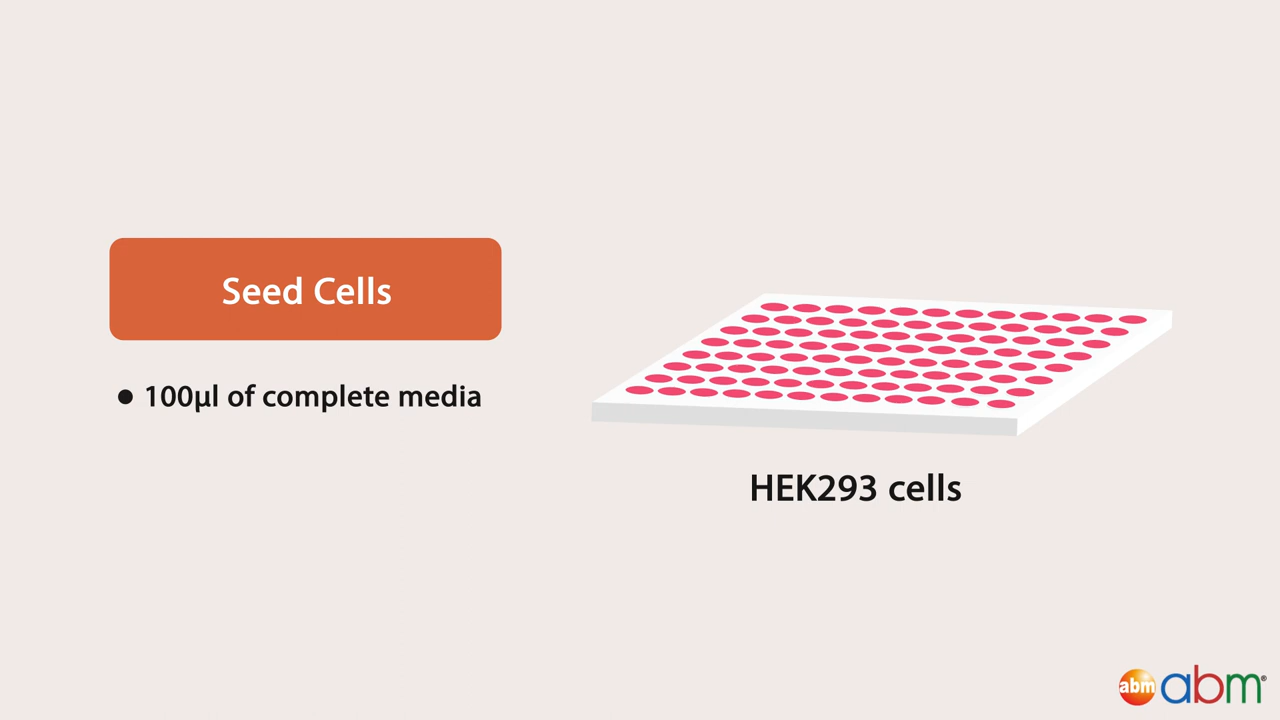 Seed Cells
● 100µl of complete media
HEK293 cells
abm abm®